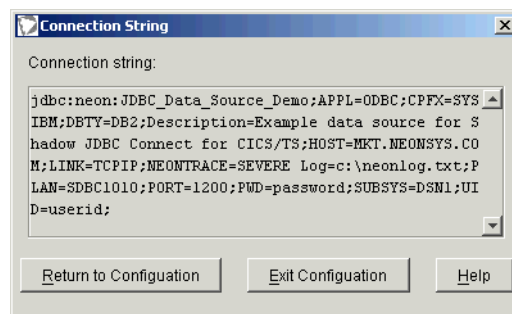 Connection String
Connection string:
jdbc:neon:JDBC_Data_Source_Demo;APPL=ODBC;CPFX=SYS
IBM;DBTY=DB2;Description=Example data source for S
hadow JDBC Connect for CICS/TS;HOST=MKT.NEONSYS.CO
M;LINK=TCPIP;NEONTRACE=SEVERE Log=c:\neonlog.txt;P
LAN=SDBC1010;PORT=1200;PWD=password;SUBSYS=DSN1;UI
D=userid;
Return to Configuation
Exit Configuation
Help